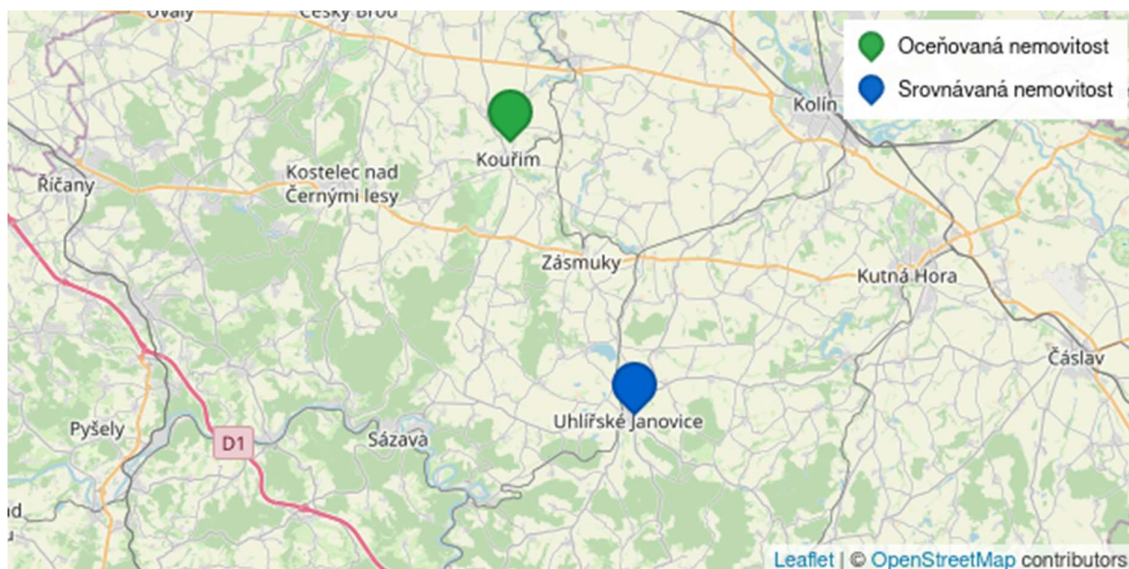 Úvaly
Český Brod
Oceňovaná nemovitost
Srovnávaná nemovitost
Kolín
Kouřim
Kostelec nad
Černými lesy
Říčany
Zásmuky
Kutná Hora
Čáslav
Uhlířské Janovice
Pyšely
Sázava
D1
Leaflet | © OpenStreetMap contributors